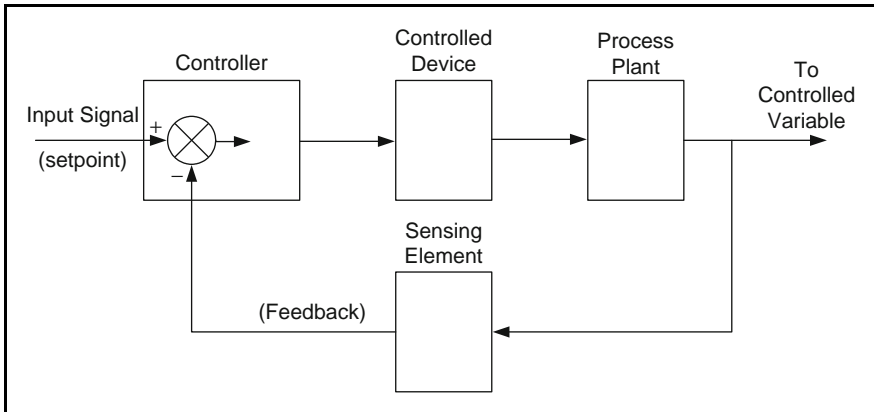 Controller
Controlled
Device
Process
Plant
To
Controlled
Variable
Input Signal
(setpoint)
+
−
Sensing
Element
(Feedback)